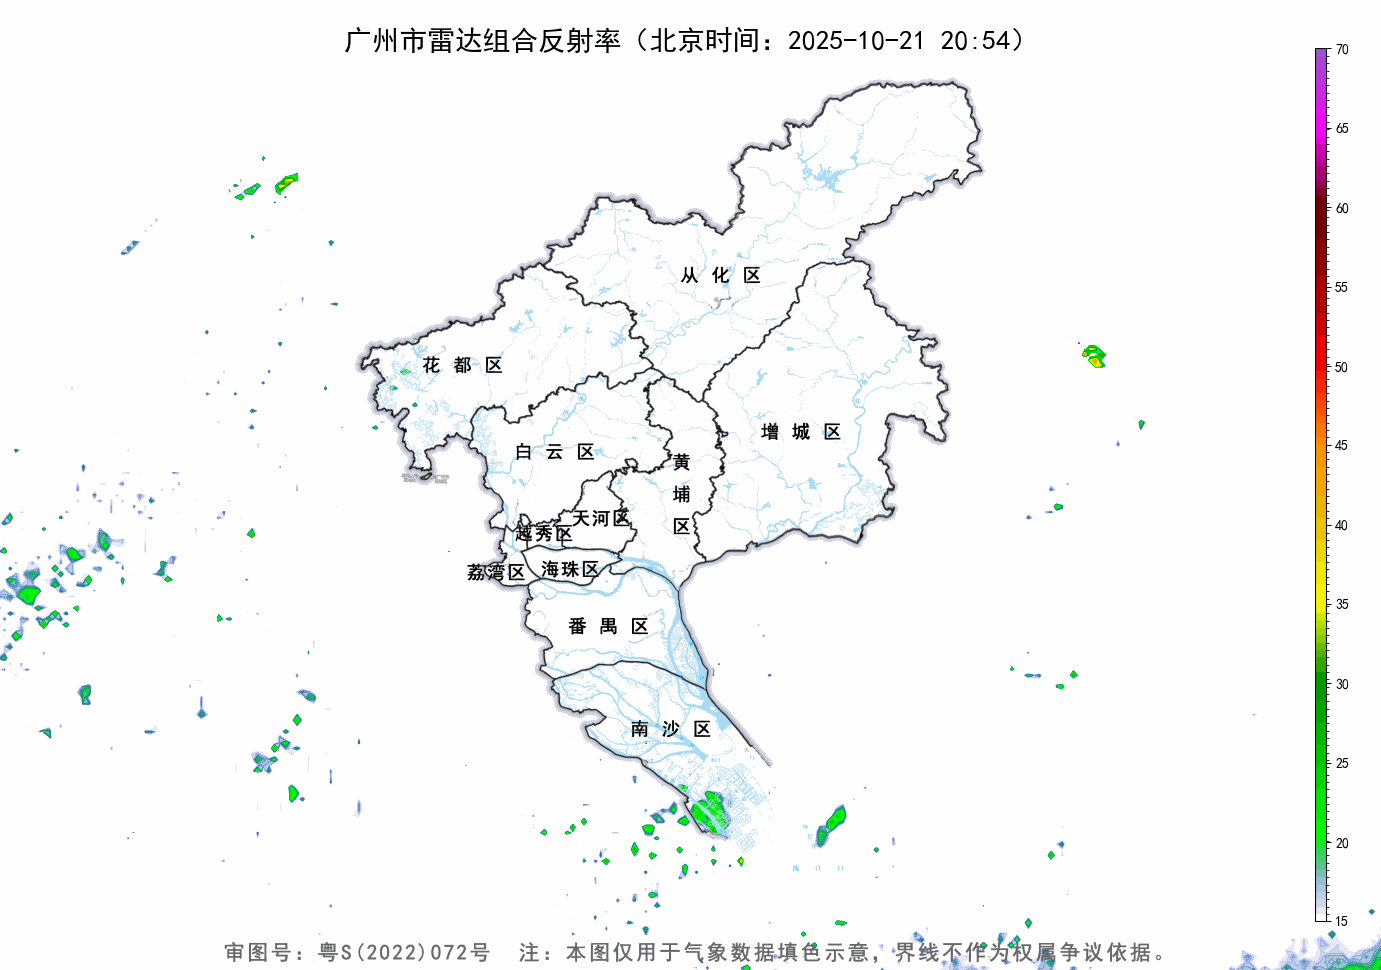 广州市雷达组合反射率（北京时间：2025-10-21 20:54）
70
65
60
55
50
45
40
35
30
25
20
15
从化区
花都区
增城区
白云区
黄埔区
天河区
越秀区
荔湾区
海珠区
番禺区
南沙区
审图号：粤S(2022)072号 注：本图仅用于气象数据填色示意，界线不作为权属争议依据。